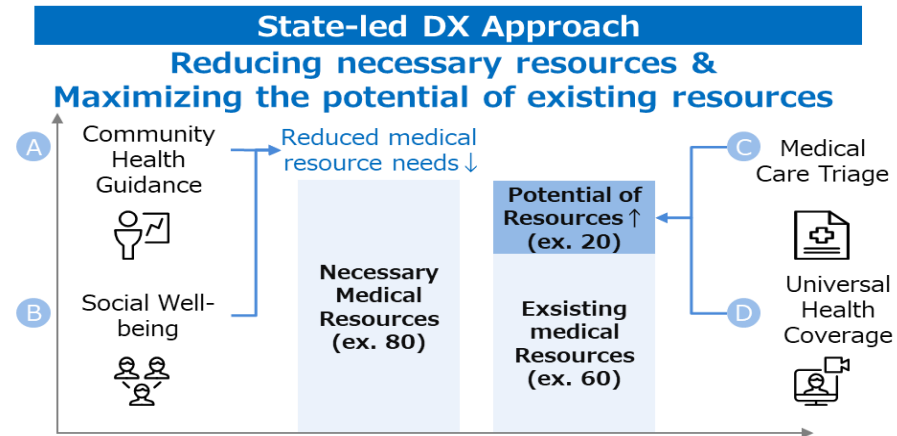 State-led DX Approach
Reducing necessary resources &
Maximizing the potential of existing resources
A
Community
Health
Guidance
Reduced medical
resource needs↓
C
Medical
Care Triage
Potential of
Resources↑
(ex. 20)
B
Social Well-
being
Necessary
Medical
Resources
(ex. 80)
Exsisting
medical
Resources
(ex. 60)
D
Universal
Health
Coverage